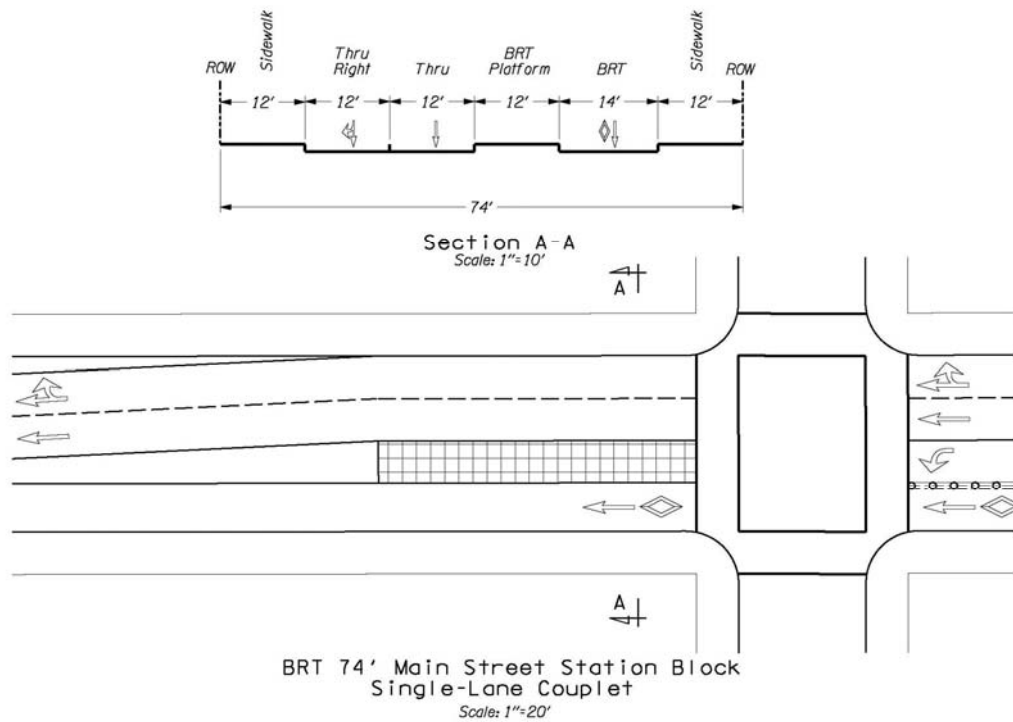 ROW
Sidewalk
Thru
Right
Thru
BRT
Platform
BRT
Sidewalk
ROW
12' 12' 12' 12' 14' 12'
74'
Section A-A
Scale: 1"=10'
A
A
BRT 74' Main Street Station Block
Single-Lane Couplet
Scale: 1"=20'